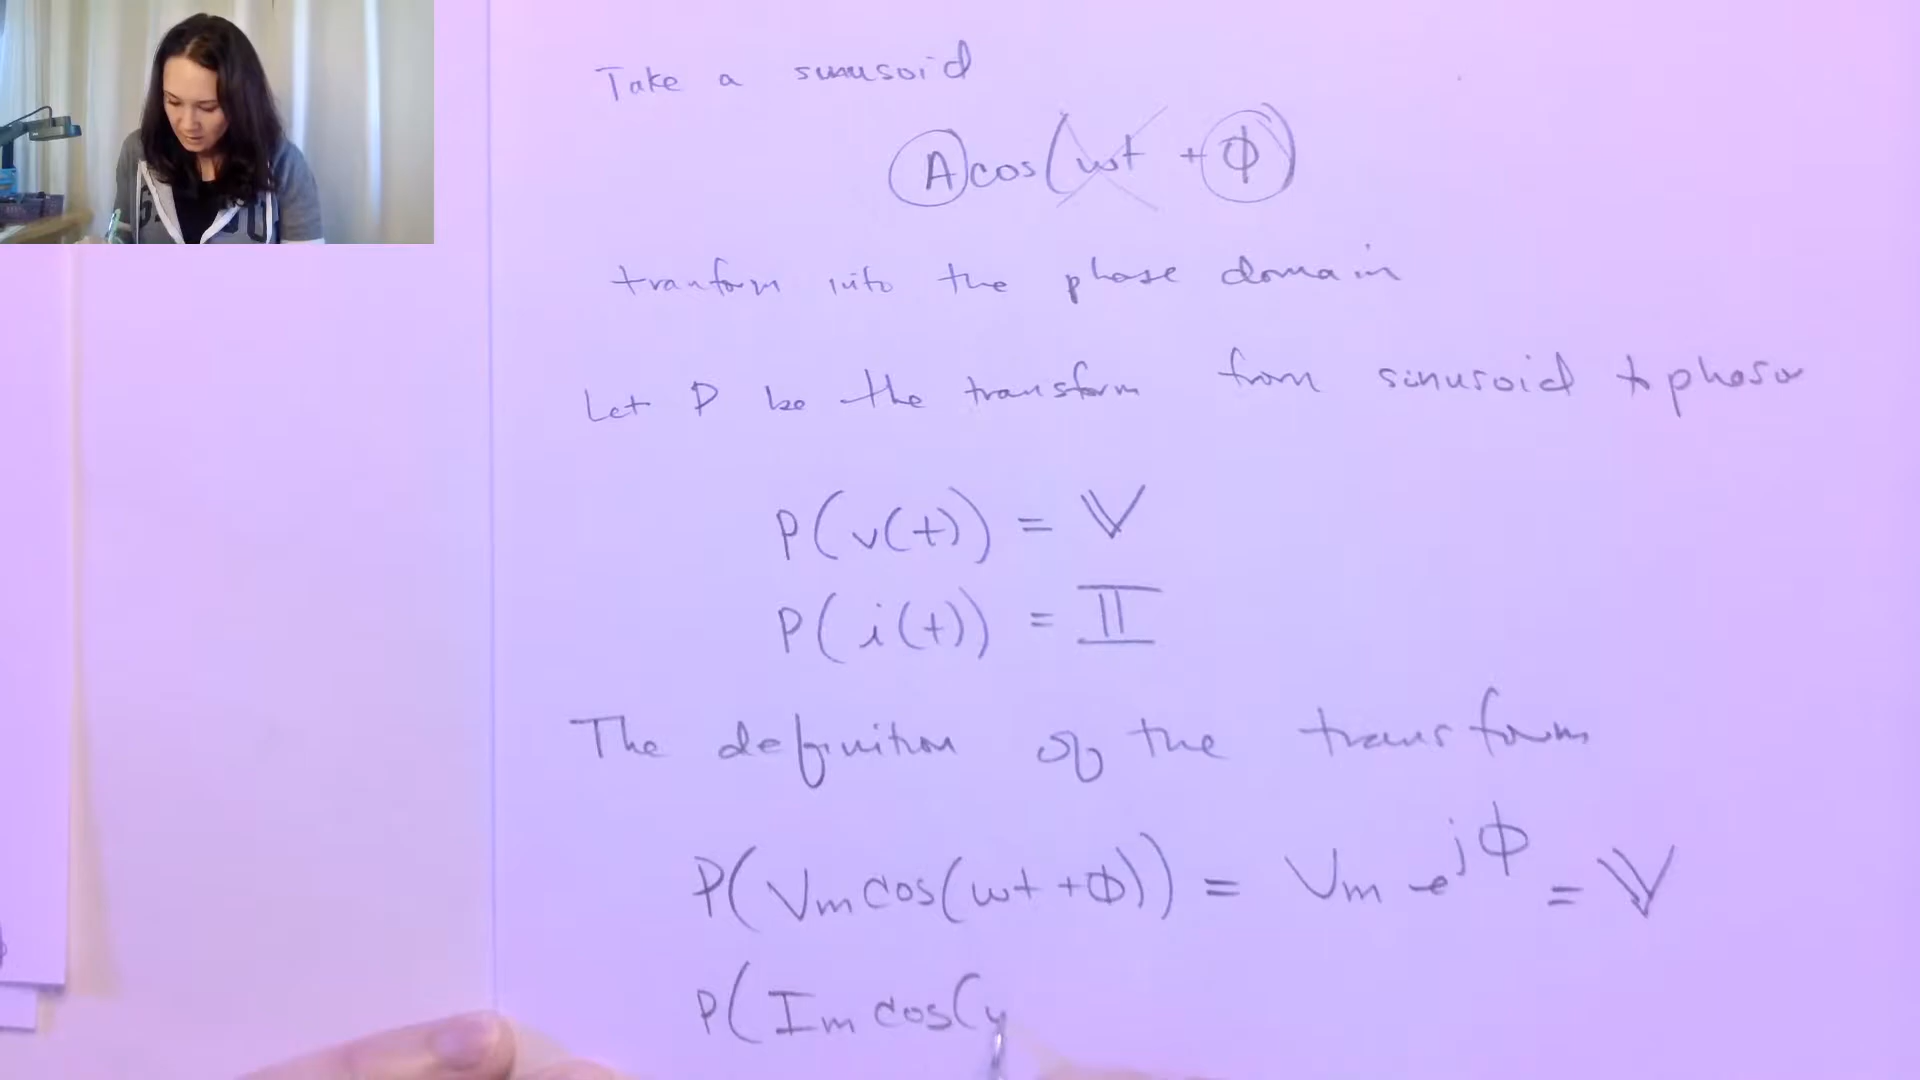 Take a sinusoid
A cos(ωt + Φ)
tranform into the phase domain
Let P be the transform from sinusoid to phasor
P(v(t)) = 𝕍
P(i(t)) = 𝕀
The definition of the transform
P(Vm cos(ωt + Φ)) = Vm e^jΦ = 𝕍
P(Im cos(